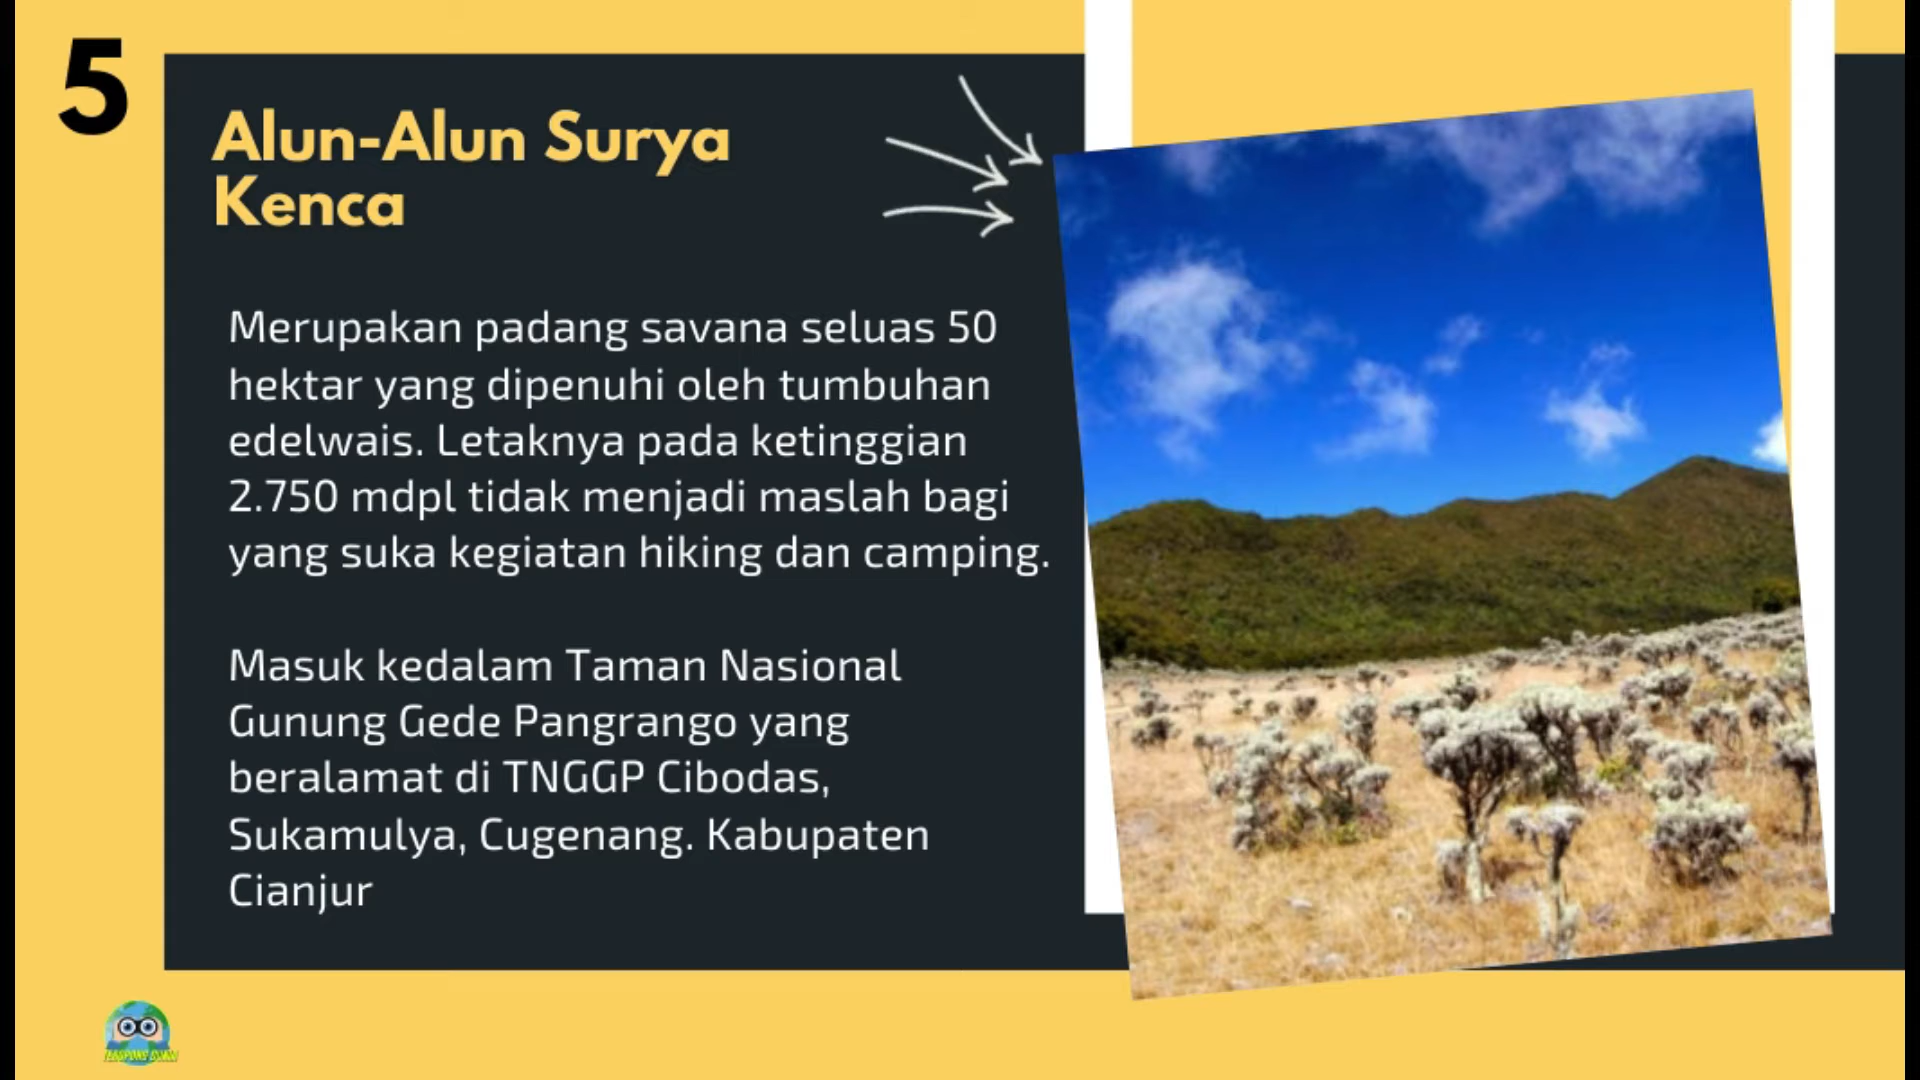 5
Alun-Alun Surya
Kenca
Merupakan padang savana seluas 50
hektar yang dipenuhi oleh tumbuhan
edelwais. Letaknya pada ketinggian
2.750 mdpl tidak menjadi maslah bagi
yang suka kegiatan hiking dan camping.
Masuk kedalam Taman Nasional
Gunung Gede Pangrango yang
beralamat di TNGGP Cibodas,
Sukamulya, Cugenang. Kabupaten
Cianjur